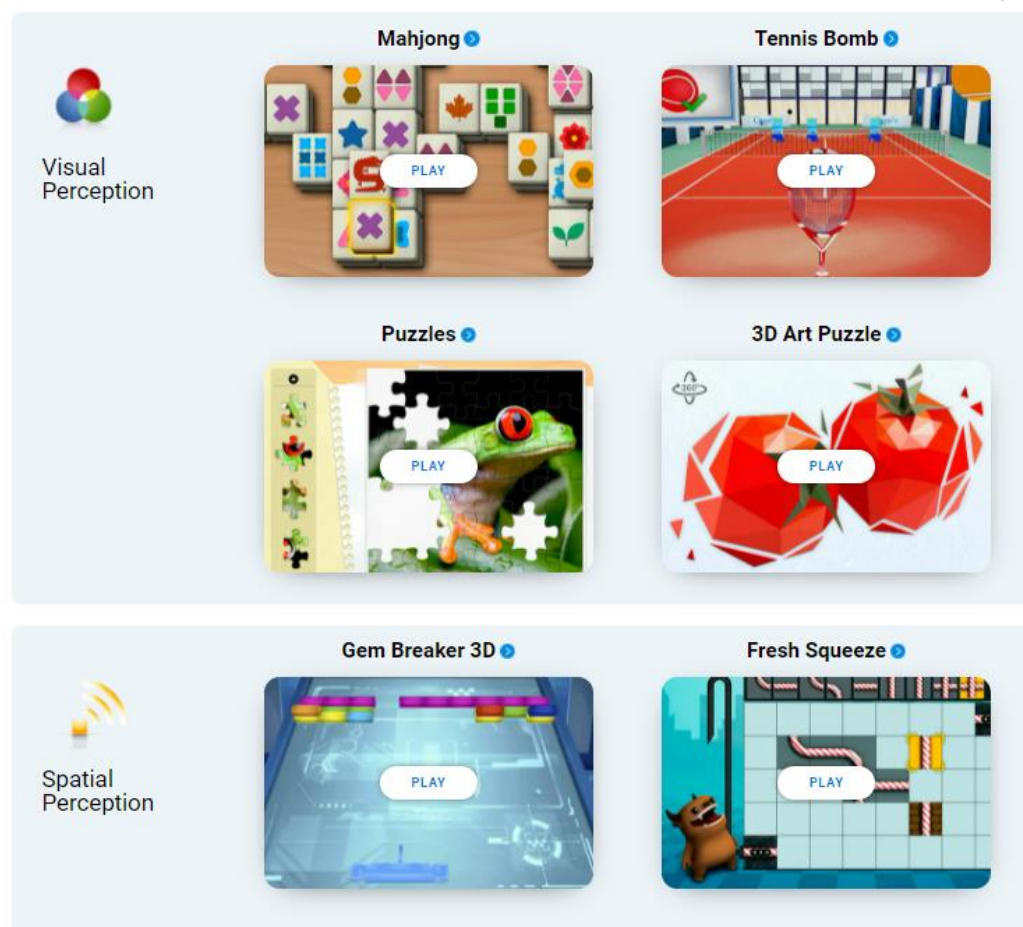 Mahjong
Tennis Bomb
Visual
Perception
PLAY
PLAY
Puzzles
3D Art Puzzle
360°
PLAY
PLAY
Gem Breaker 3D
Fresh Squeeze
Spatial
Perception
PLAY
PLAY